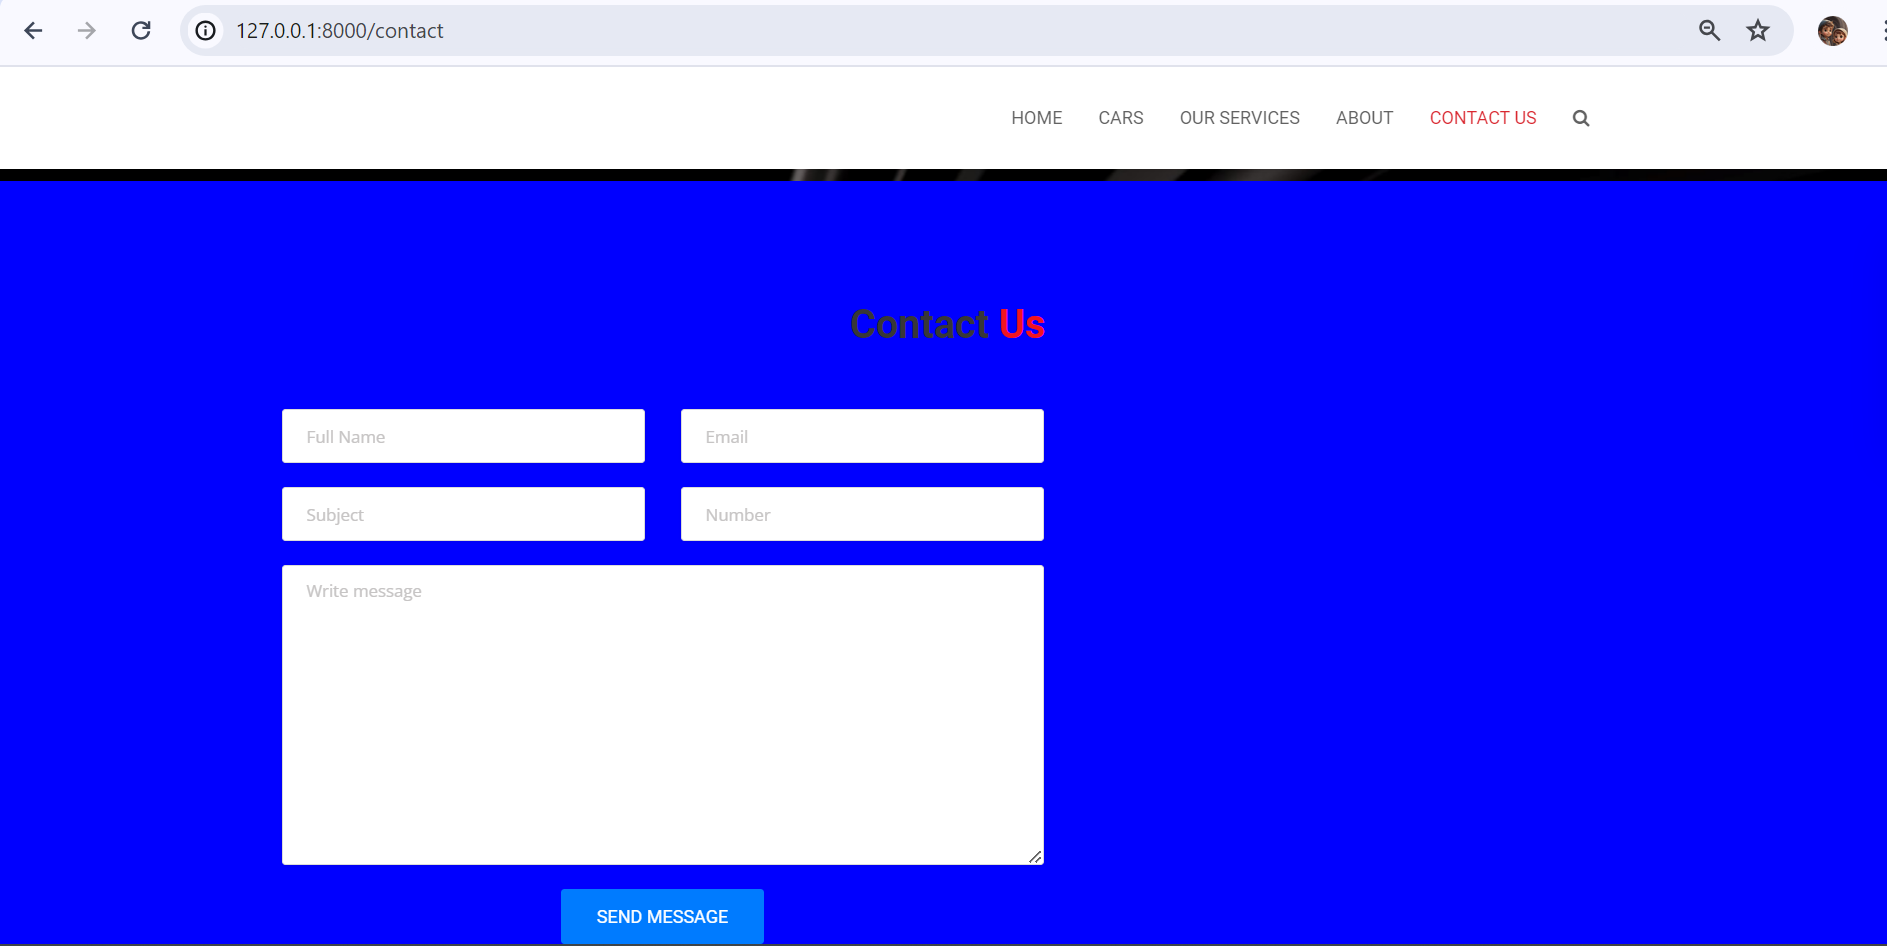 127.0.0.1:8000/contact
HOME CARS OUR SERVICES ABOUT CONTACT US
Contact Us
Full Name Email
Subject Number
Write message
SEND MESSAGE